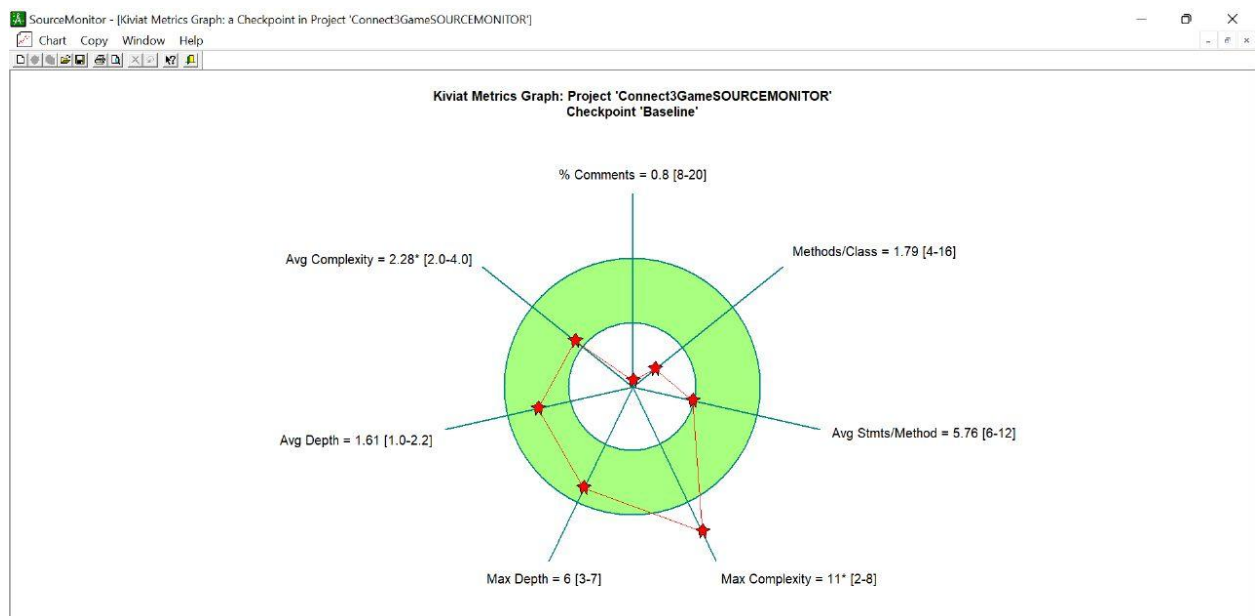 SourceMonitor - [Kiviat Metrics Graph: a Checkpoint in Project 'Connect3GameSOURCEMONITOR']
Chart Copy Window Help
Kiviat Metrics Graph: Project 'Connect3GameSOURCEMONITOR'
Checkpoint 'Baseline'
% Comments = 0.8 [8-20]
Methods/Class = 1.79 [4-16]
Avg Complexity = 2.28* [2.0-4.0]
Avg Stmts/Method = 5.76 [6-12]
Avg Depth = 1.61 [1.0-2.2]
Max Depth = 6 [3-7]
Max Complexity = 11* [2-8]